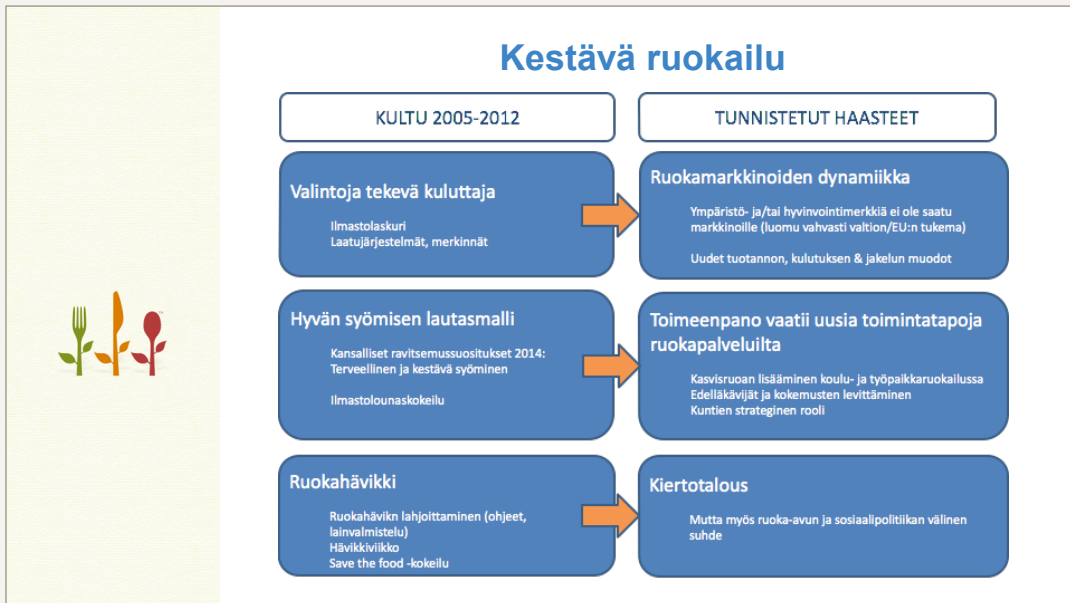 Kestävä ruokailu
KULTU 2005-2012
TUNNISTETUT HAASTEET
Valintoja tekevä kuluttaja
Ilmastolaskuri
Laatujärjestelmät, merkinnät
Ruokamarkkinoiden dynamiikka
Ympäristö- ja/tai hyvinvointimerkkiä ei ole saatu
markkinoille (luomu vahvasti valtion/EU:n tukema)
Uudet tuotannon, kulutuksen & jakelun muodot
Hyvän syömisen lautasmalli
Kansalliset ravitsemussuositukset 2014:
Terveellinen ja kestävä syöminen
Ilmastolounaskokeilu
Toimeenpano vaatii uusia toimintatapoja
ruokapalveluilta
Kasvisruoan lisääminen koulu- ja työpaikkaruokailussa
Edelläkävijät ja kokemusten levittäminen
Kuntien strateginen rooli
Ruokahävikki
Ruokahävikn lahjoittaminen (ohjeet,
lainvalmistelu)
Hävikkiviikko
Save the food -kokeilu
Kiertotalous
Mutta myös ruoka-avun ja sosiaalipolitiikan välinen
suhde